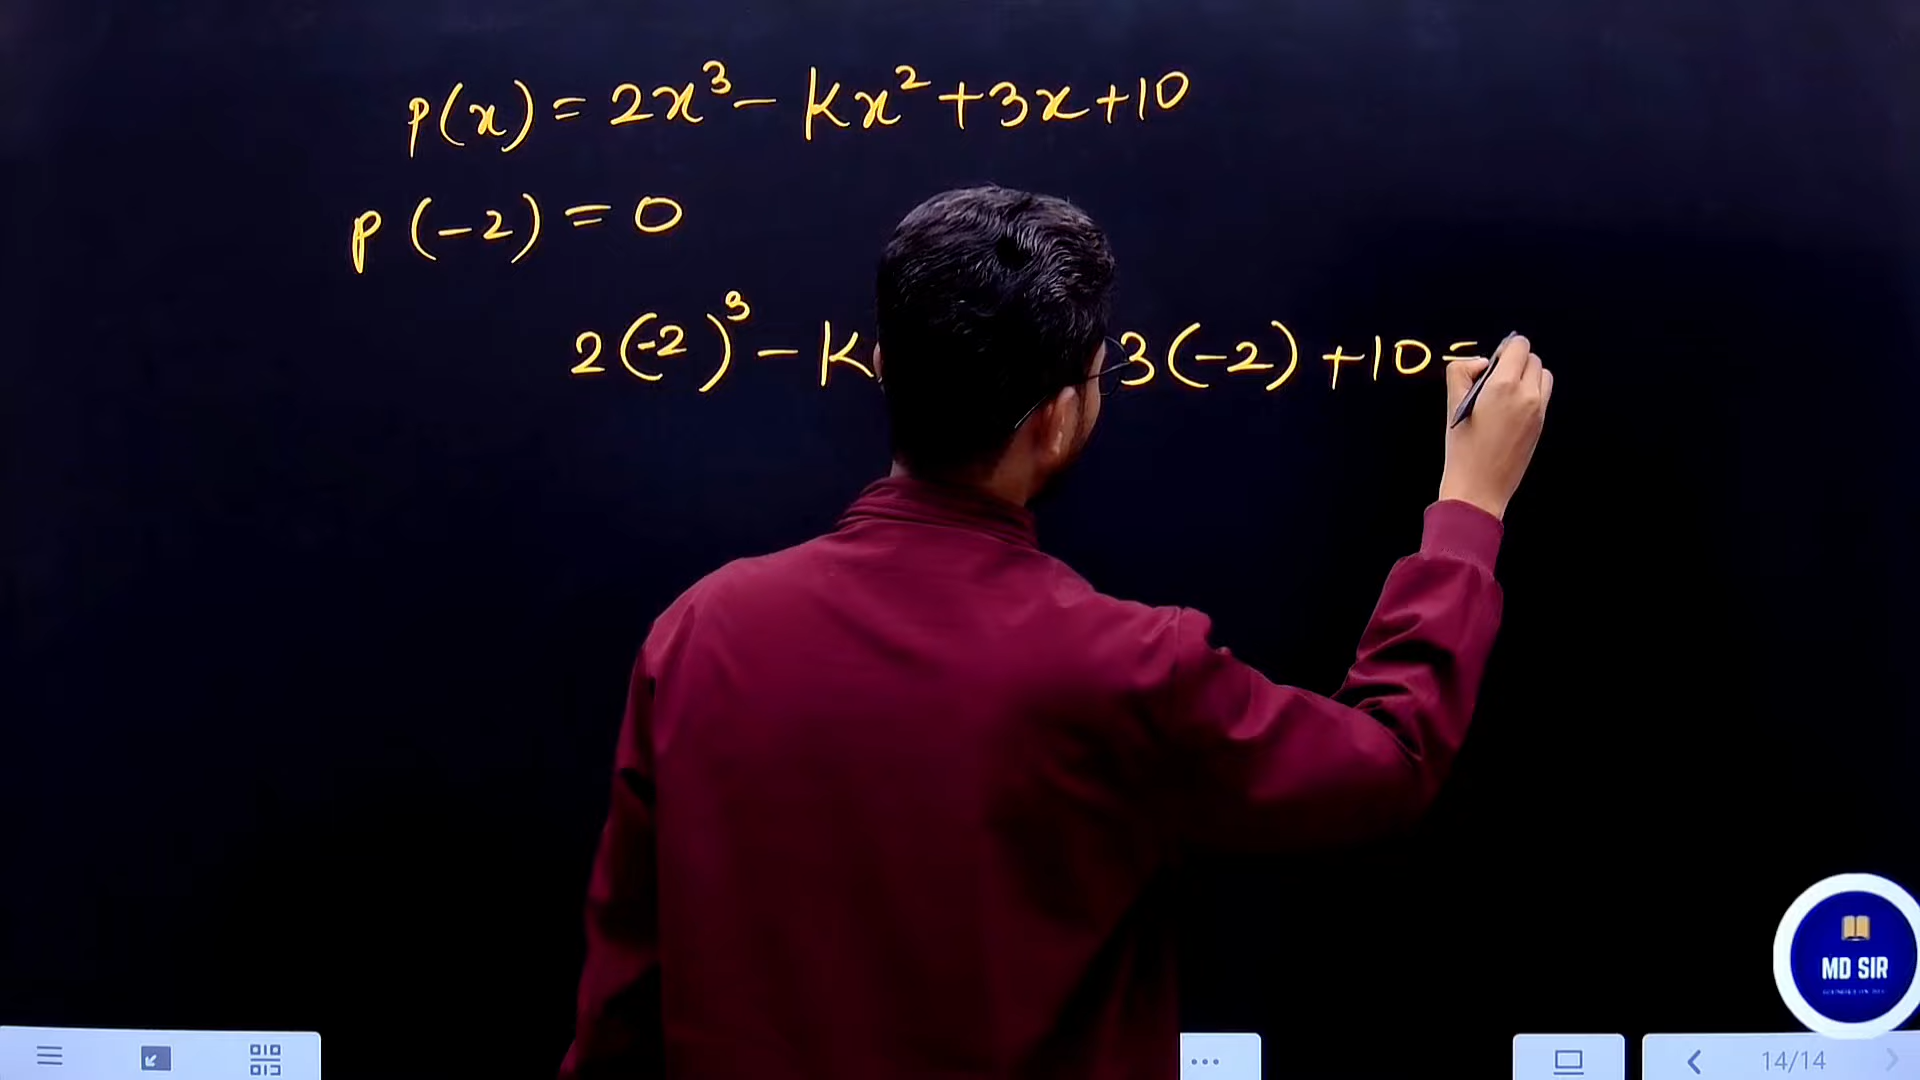 p(x) = 2x³ - kx² + 3x + 10
p(-2) = 0
2(-2)³ - k 3(-2) + 10 =
MD SIR
14/14